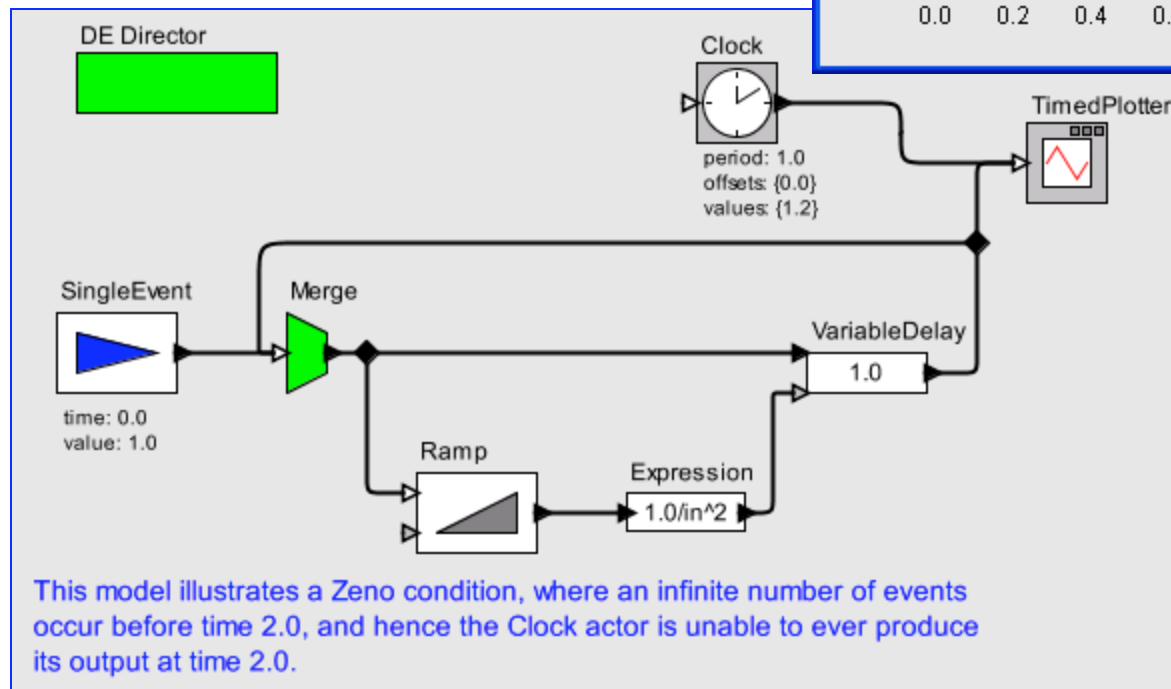 0.0 0.2 0.4 0.
DE Director
Clock
TimedPlotter
period: 1.0
offsets: {0.0}
values: {1.2}
SingleEvent
Merge
VariableDelay
1.0
time: 0.0
value: 1.0
Ramp
Expression
1.0/in^2
This model illustrates a Zeno condition, where an infinite number of events
occur before time 2.0, and hence the Clock actor is unable to ever produce
its output at time 2.0.